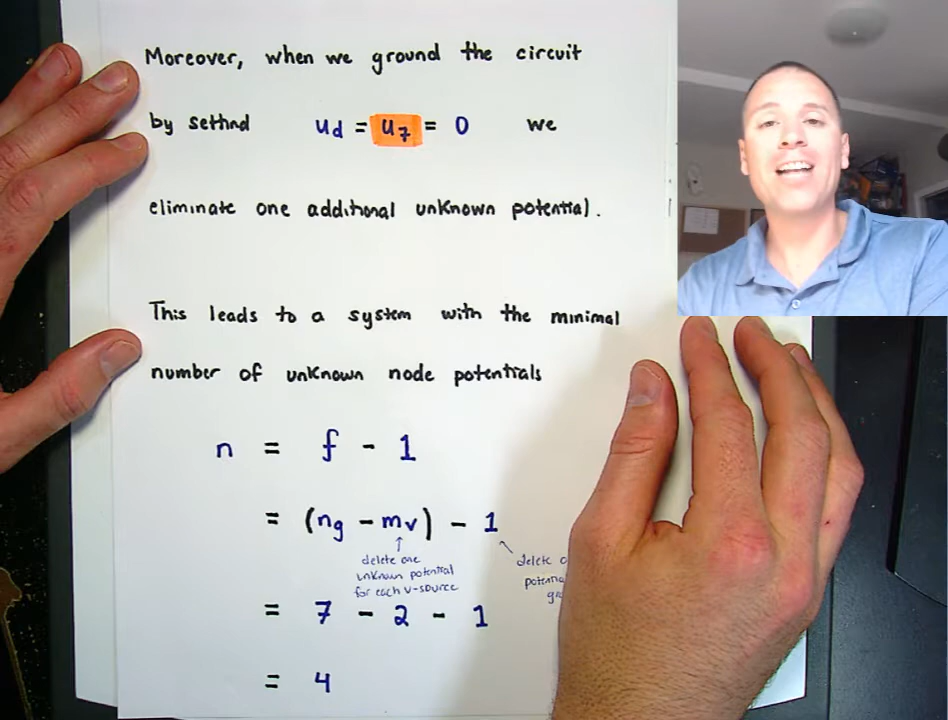 Moreover, when we ground the circuit
by settnd ud = u7 = 0 we
eliminate one additional unknown potential.
This leads to a system with the minimal
number of unknown node potentials
n = f - 1
= (ng - mv) - 1
delete one
unknown potential
for each v-source
delete
= 7 - 2 - 1
= 4